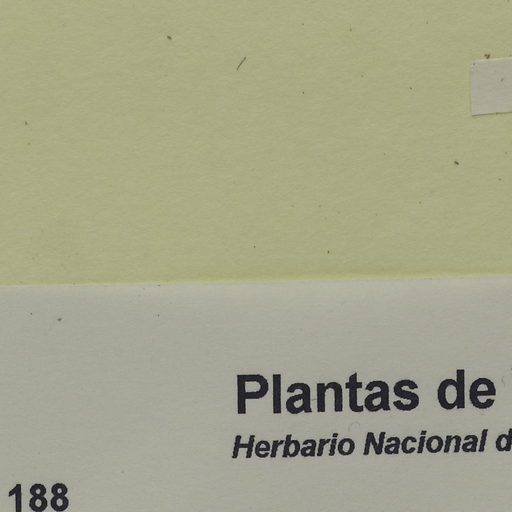 Plantas de
Herbario Nacional d
188